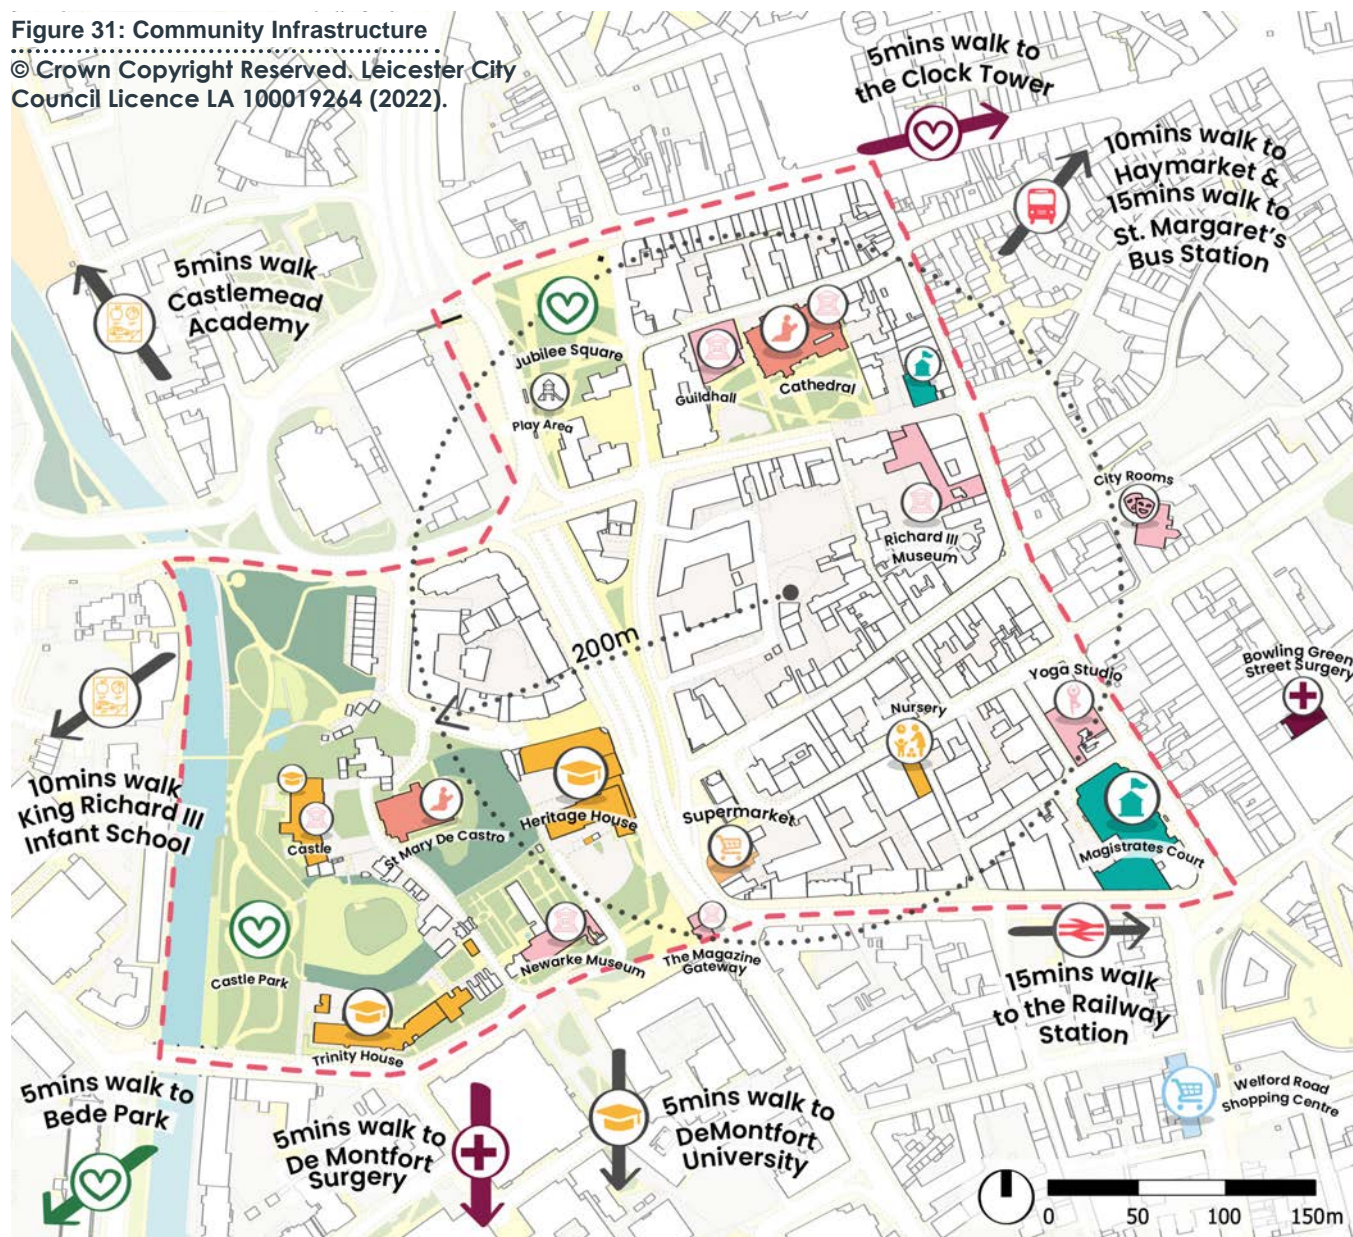 Figure 31: Community Infrastructure
© Crown Copyright Reserved. Leicester City
Council Licence LA 100019264 (2022).
5mins walk to
the Clock Tower
10mins walk to
Haymarket &
15mins walk to
St. Margaret's
Bus Station
5mins walk
Castlemead
Academy
Jubilee Square
Play Area
Guildhall
Cathedral
City Rooms
Richard III
Museum
200m
Yoga Studio
Bowling Green
street Surgery
Nursery
10mins walk
King Richard III
Infant School
Castle
St Mary De Castro
Heritage House
Supermarket
Magistrates Court
Castle Park
Newarke Museum
The Magazine
Gateway
15mins walk
to the Railway
Station
Trinity House
5mins walk to
Bede Park
5mins walk to
De Montfort
Surgery
5mins walk to
DeMontfort
University
Welford Road
Shopping Centre
0 50 100 150m